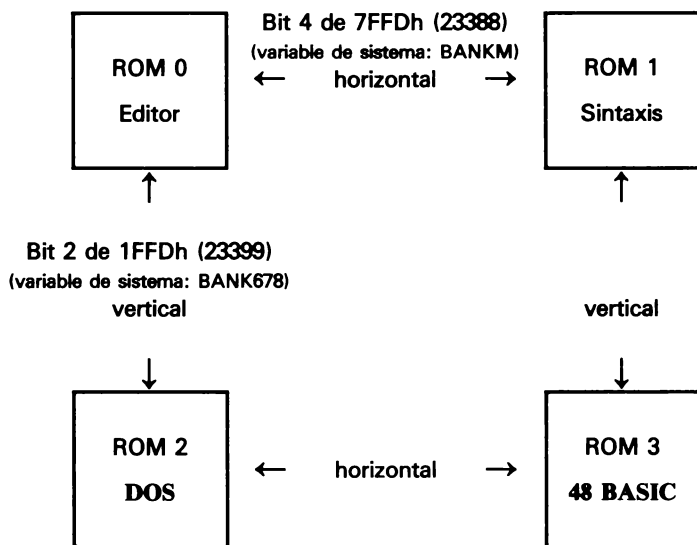 Bit 4 de 7FFDh (23388)
(variable de sistema: BANKM)
horizontal
ROM 0
Editor
ROM 1
Sintaxis
Bit 2 de 1FFDh (23399)
(variable de sistema: BANK678)
vertical
vertical
ROM 2
DOS
horizontal
ROM 3
48 BASIC